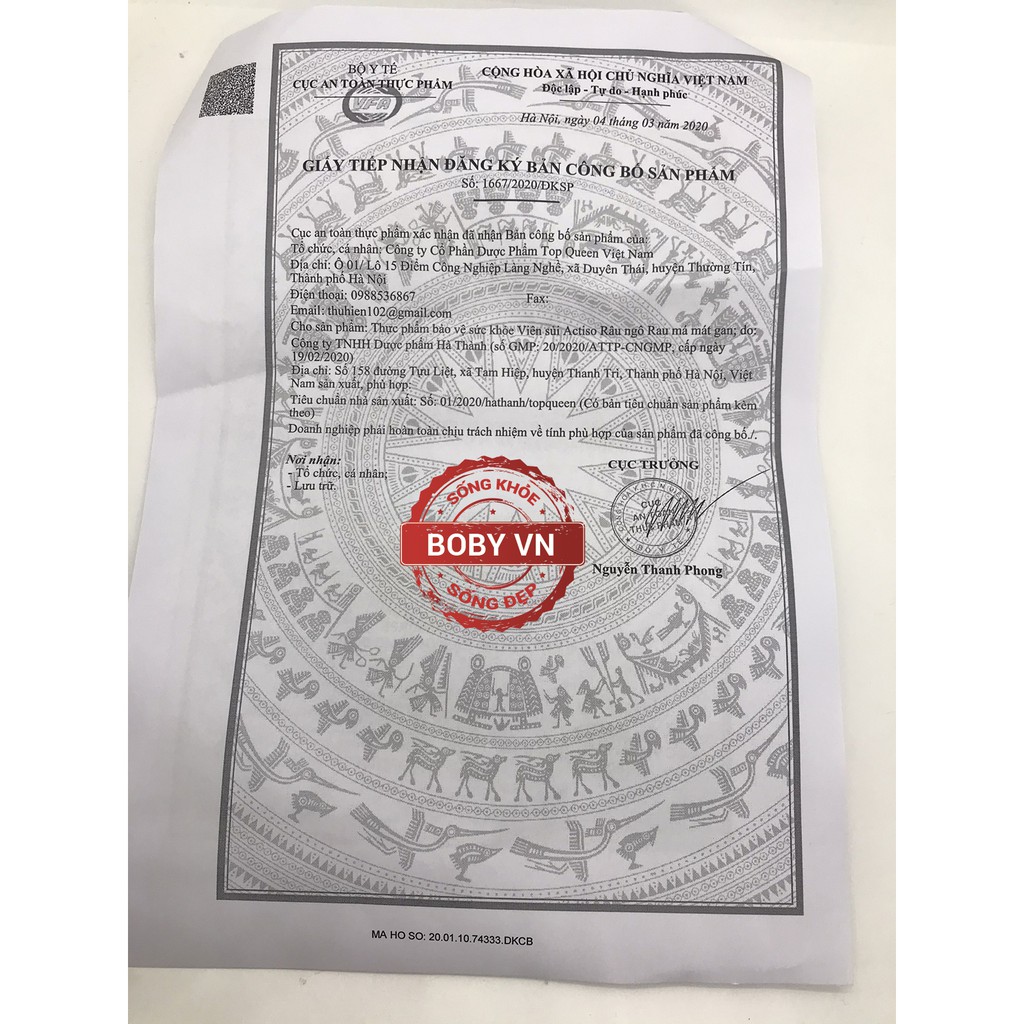 BỘ Y TẾ
CỤC AN TOÀN THỰC PHẨM
VFA
CỘNG HÒA XÃ HỘI CHỦ NGHĨA VIỆT NAM
Độc lập - Tự do - Hạnh phúc
Hà Nội, ngày 04 tháng 03 năm 2020
GIẤY TIẾP NHẬN ĐĂNG KÝ BẢN CÔNG BỐ SẢN PHẨM
Số: 1667/2020/ĐKSP
Cục an toàn thực phẩm xác nhận đã nhận Bản công bố sản phẩm của:
Tổ chức, cá nhân: Công ty Cổ Phần Dược Phẩm Top Queen Việt Nam
Địa chỉ: Ô 01/ Lô 15 Điểm Công Nghiệp Làng Nghề, xã Duyên Thái, huyện Thường Tín,
Thành phố Hà Nội
Điện thoại: 0988536867 Fax:
Email: thuhien102@gmail.com
Cho sản phẩm: Thực phẩm bảo vệ sức khỏe Viên sủi Actiso Râu ngô Rau má mát gan; do:
Công ty TNHH Dược phẩm Hà Thành (số GMP: 20/2020/ATTP-CNGMP, cấp ngày
19/02/2020)
Địa chỉ: Số 158 đường Tựu Liệt, xã Tam Hiệp, huyện Thanh Trì, Thành phố Hà Nội, Việt
Nam sản xuất, phù hợp:
Tiêu chuẩn nhà sản xuất: Số: 01/2020/hathanh/topqueen (Có bản tiêu chuẩn sản phẩm kèm
theo)
Doanh nghiệp phải hoàn toàn chịu trách nhiệm về tính phù hợp của sản phẩm đã công bố./.
Nơi nhận:
- Tổ chức, cá nhân;
- Lưu trữ.
CỤC TRƯỞNG
CỤC
AN TOÀN
THỰC PHẨM
BỘ Y TẾ
Nguyễn Thanh Phong
SỐNG KHỎE
BOBY VN
SỐNG ĐẸP
MA HO SO: 20.01.10.74333.DKCB